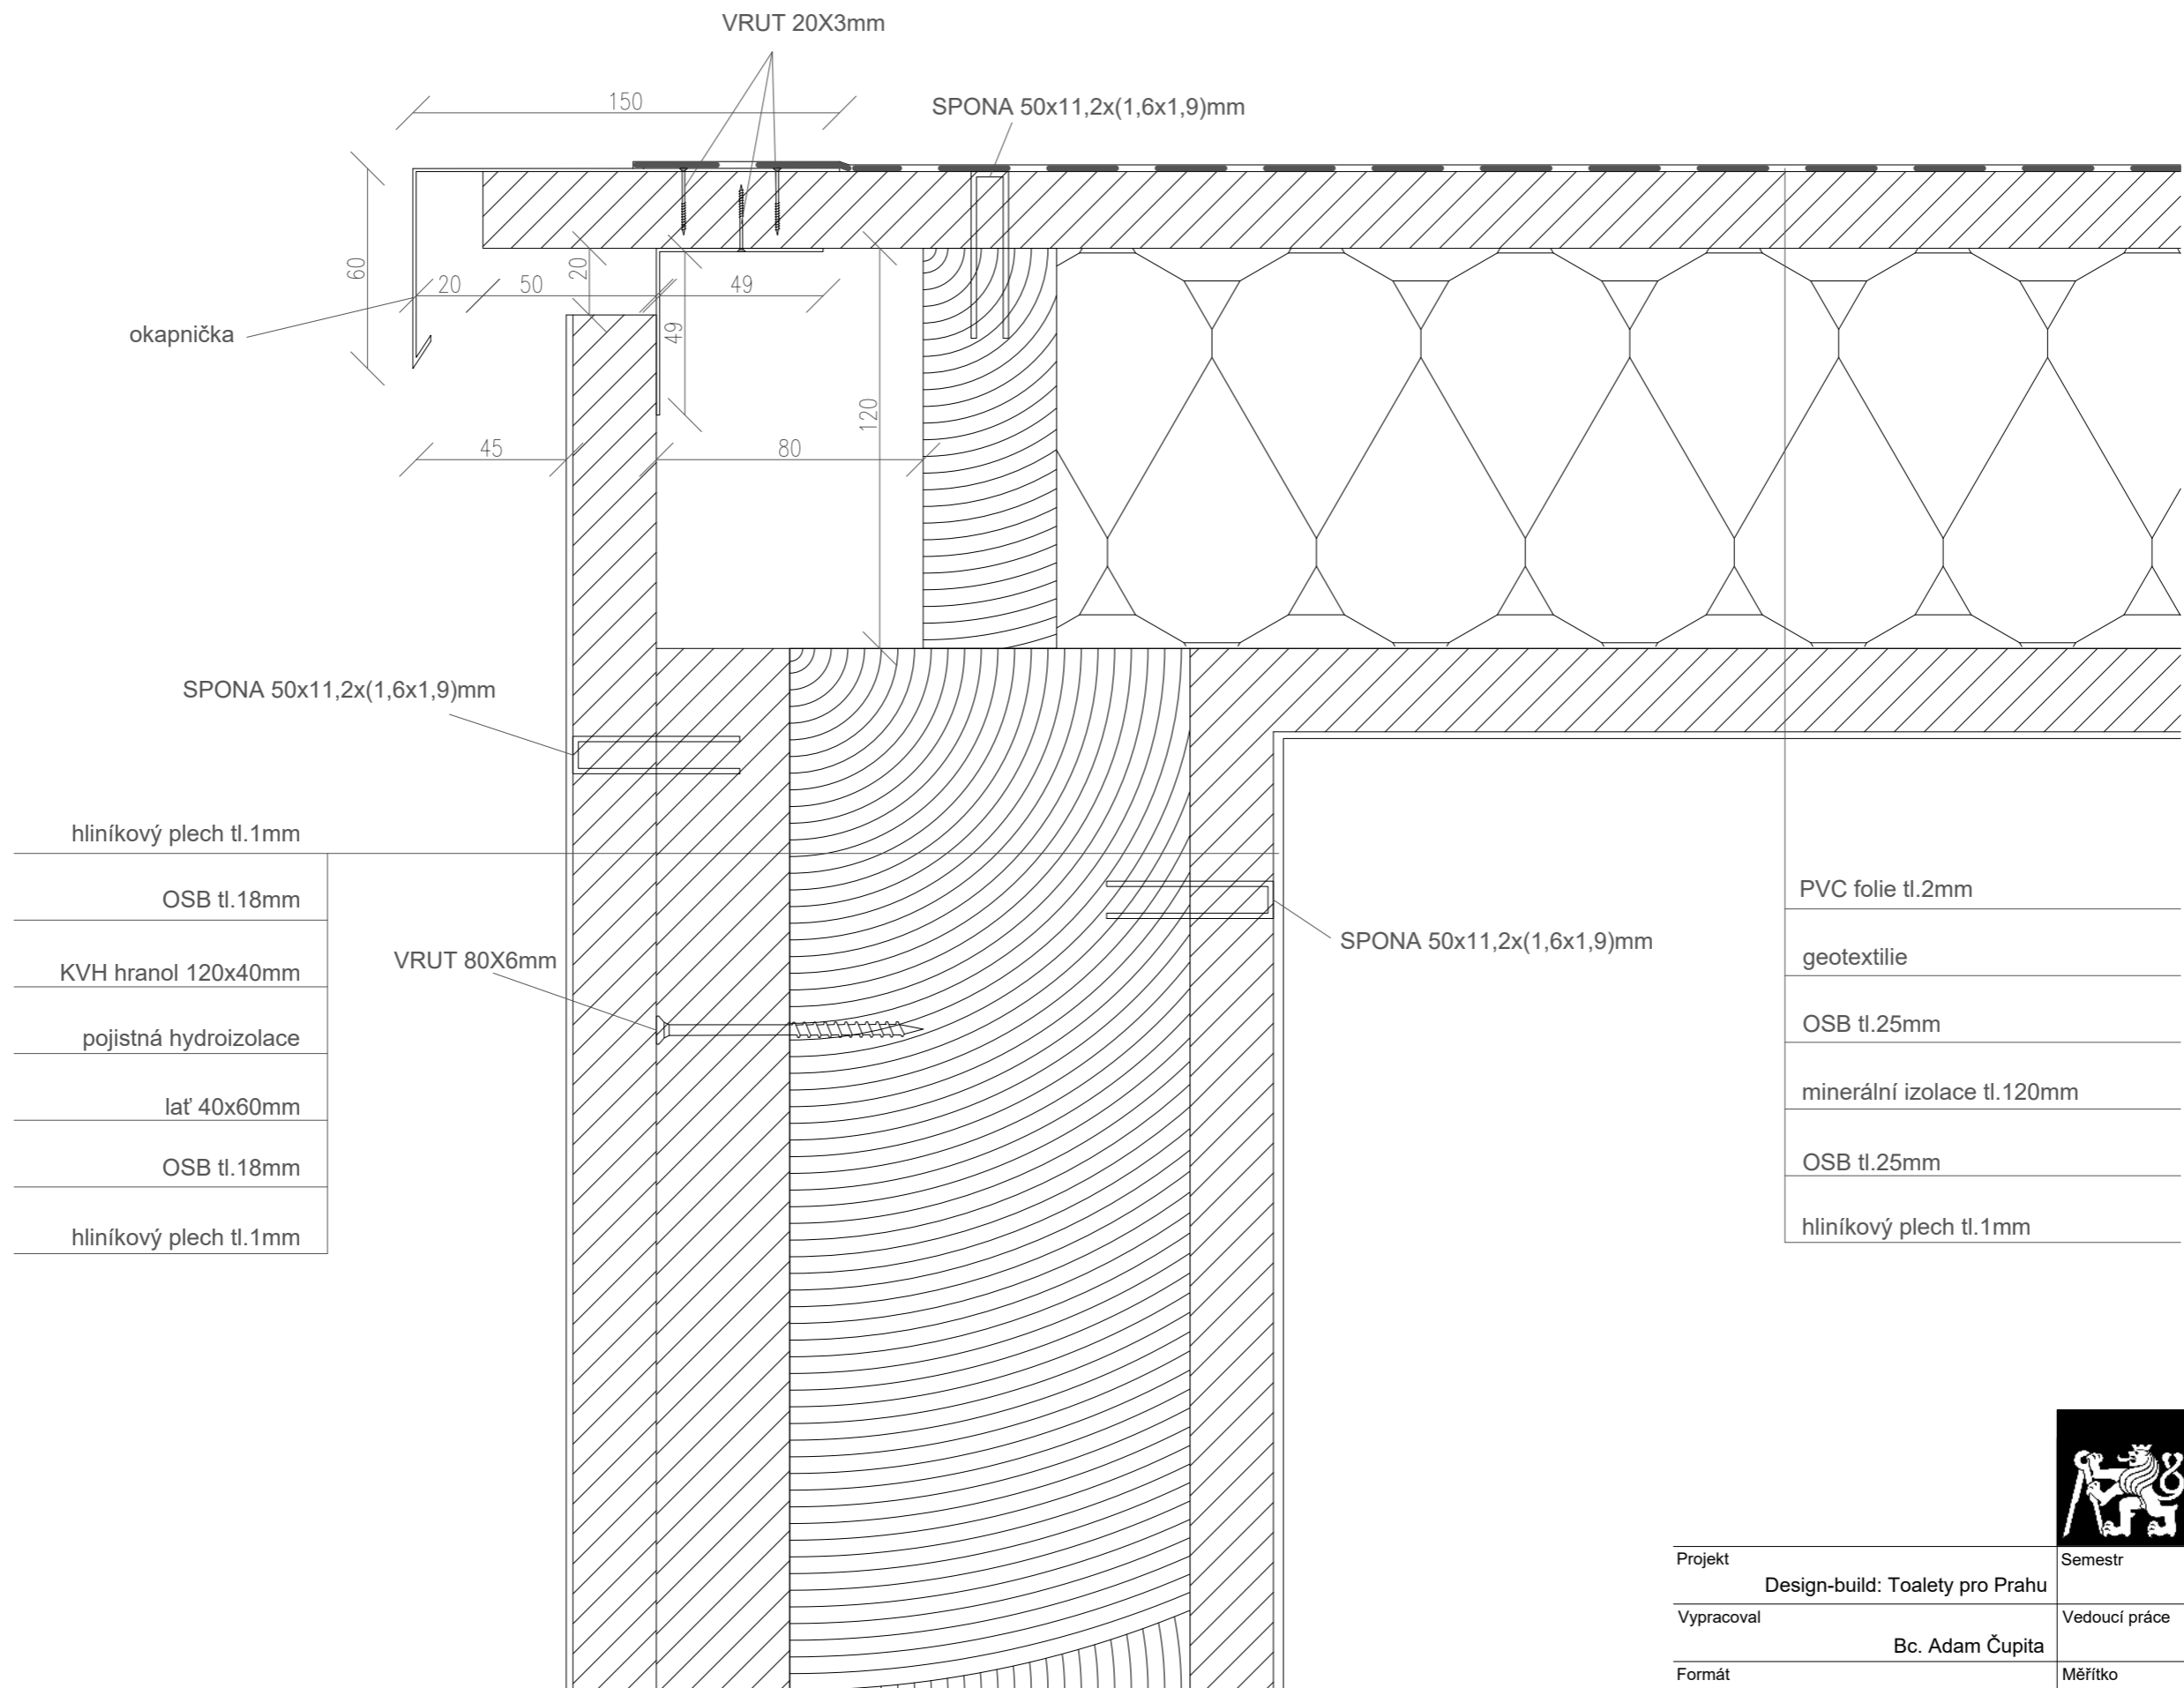 VRUT 20X3mm
150
SPONA 50x11,2x(1,6x1,9)mm
60
20
50
20
49
okapnička
49
120
45
80
SPONA 50x11,2x(1,6x1,9)mm
hliníkový plech tl.1mm
OSB tl.18mm
KVH hranol 120x40mm
pojistná hydroizolace
lať 40x60mm
OSB tl.18mm
hliníkový plech tl.1mm
VRUT 80X6mm
SPONA 50x11,2x(1,6x1,9)mm
PVC folie tl.2mm
geotextilie
OSB tl.25mm
minerální izolace tl.120mm
OSB tl.25mm
hliníkový plech tl.1mm
Projekt
Semestr
Design-build: Toalety pro Prahu
Vypracoval
Vedoucí práce
Bc. Adam Čupita
Formát
Měřítko